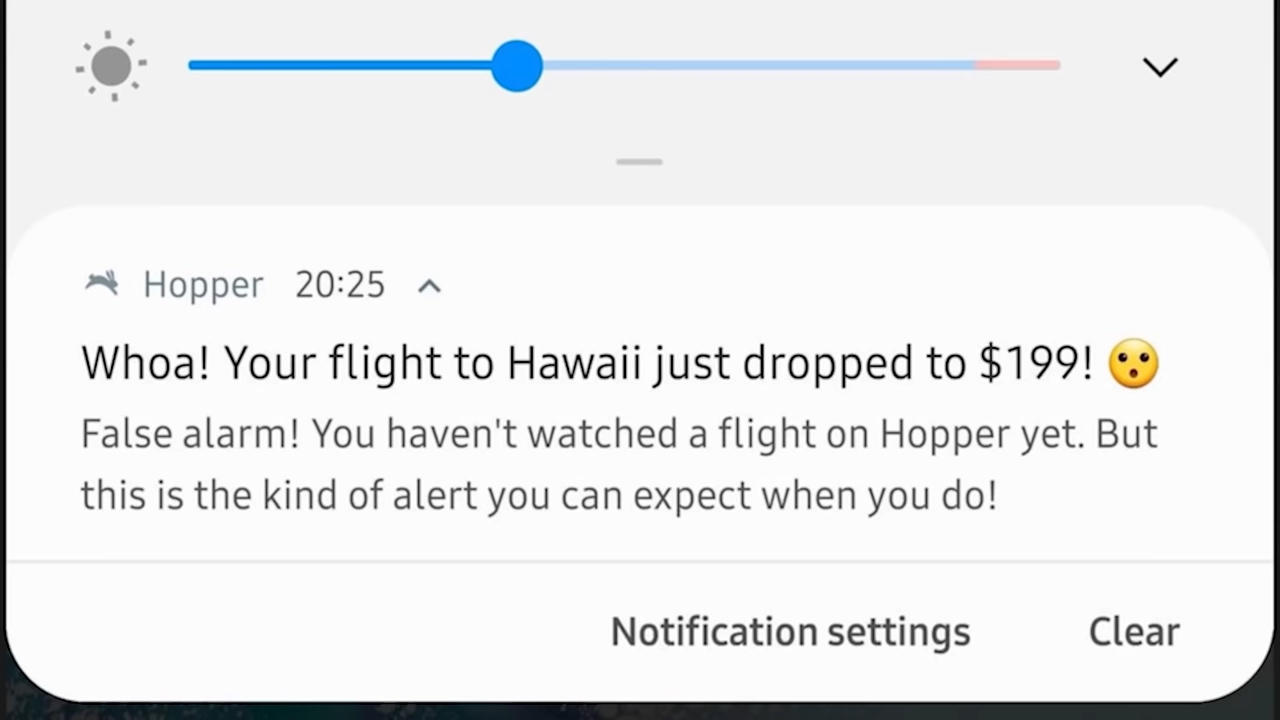 Hopper 20:25
Whoa! Your flight to Hawaii just dropped to $199! 😮
False alarm! You haven't watched a flight on Hopper yet. But
this is the kind of alert you can expect when you do!
Notification settings Clear